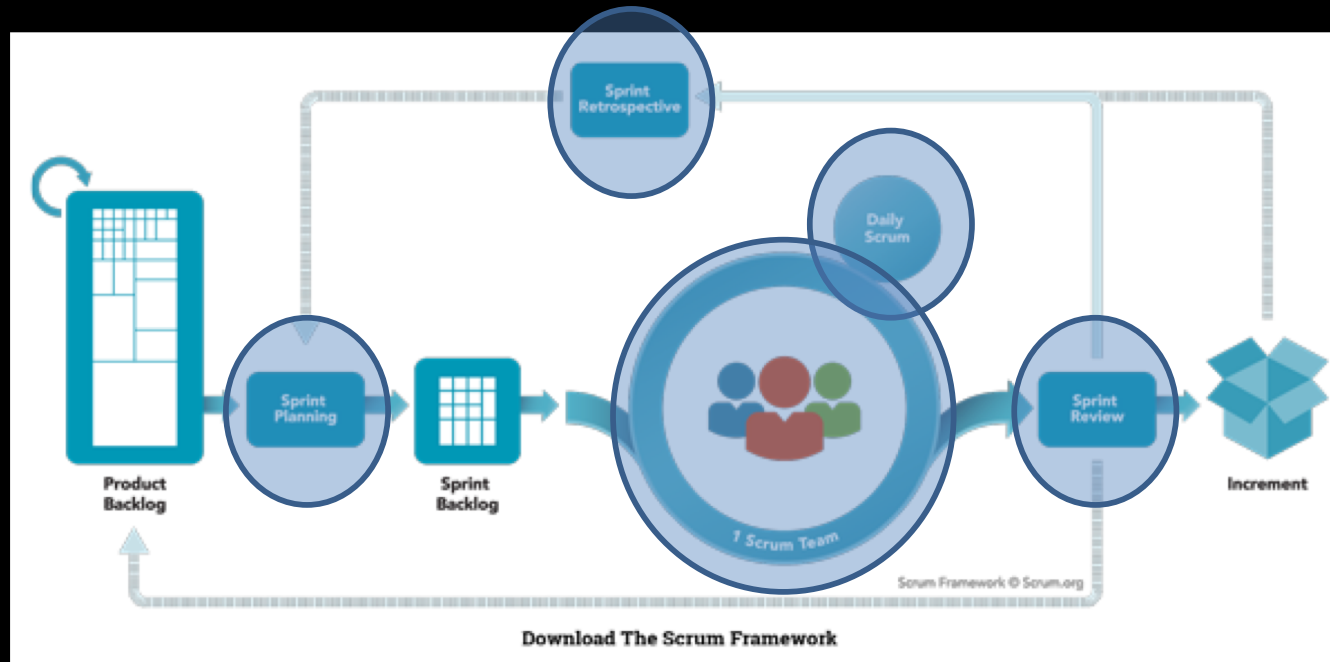 Sprint
Retrospective
Daily
Scrum
Sprint
Planning
Sprint
Review
Product
Backlog
Sprint
Backlog
Increment
1 Scrum Team
Scrum Framework © Scrum.org
Download The Scrum Framework